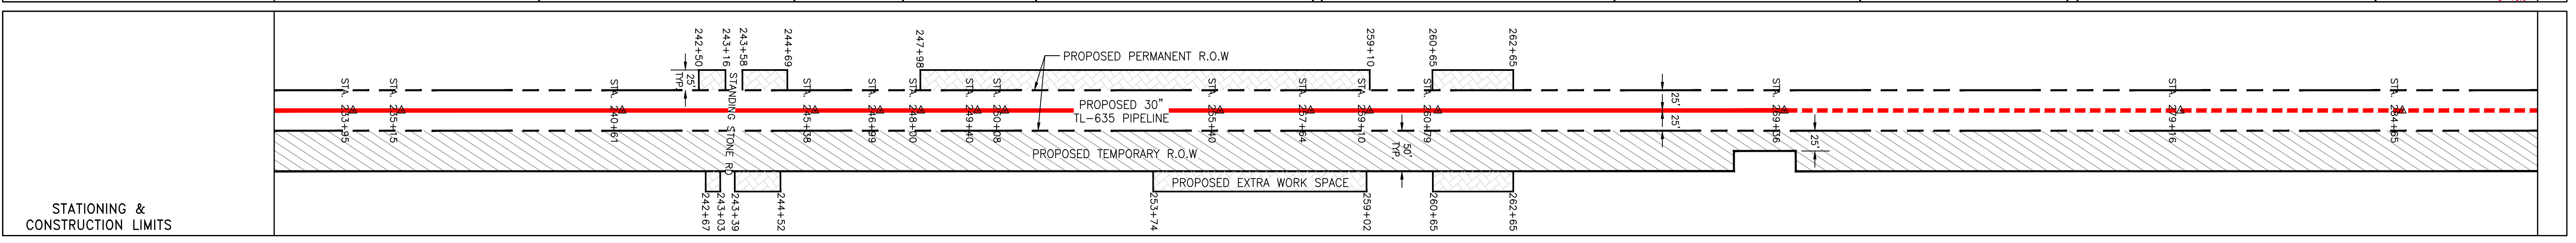 242+50
243+16
243+58
244+69
247+98
259+10
260+65
262+65
PROPOSED PERMANENT R.O.W
25'
TYP.
STANDING STONE RD
STA. 233+95
STA. 235+15
STA. 240+61
STA. 245+38
STA. 246+99
STA. 248+00
STA. 249+40
STA. 250+08
PROPOSED 30"
TL-635 PIPELINE
STA. 255+40
STA. 257+64
STA. 259+10
STA. 260+79
25'
25'
STA. 269+36
STA. 279+16
STA. 284+65
50'
TYP.
25'
PROPOSED TEMPORARY R.O.W
PROPOSED EXTRA WORK SPACE
242+67
243+03
243+39
244+52
253+74
259+02
260+65
262+65
STATIONING &
CONSTRUCTION LIMITS